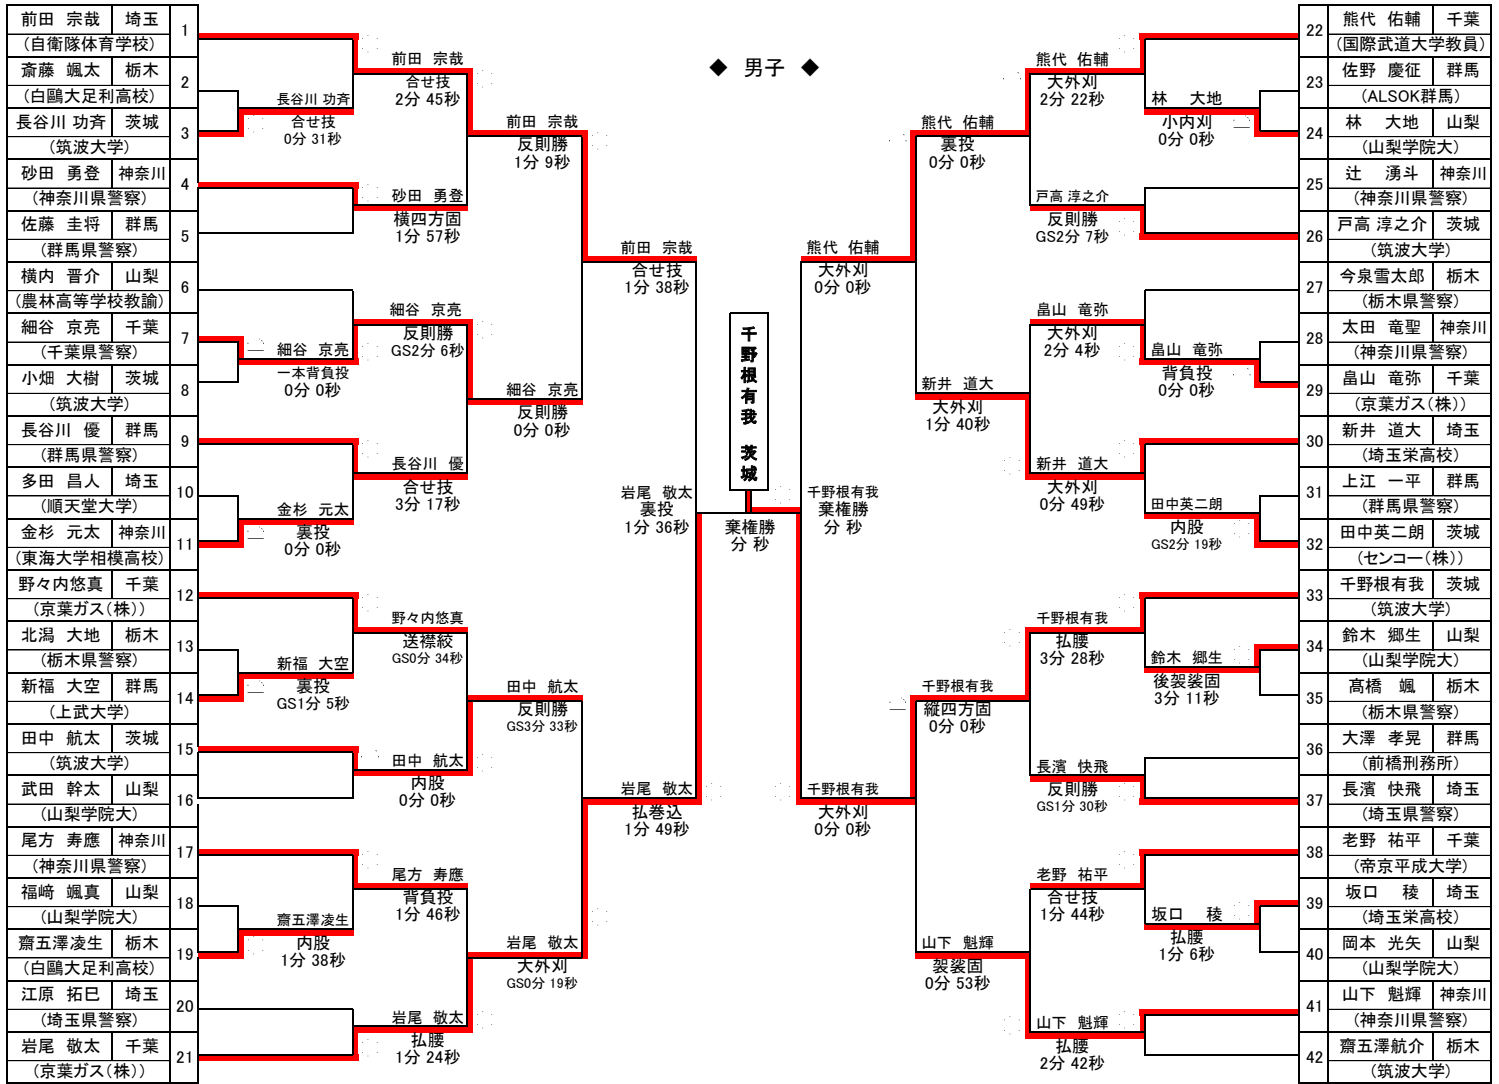 ◆ 男子 ◆
前田 宗哉 埼玉 1
(自衛隊体育学校)
斎藤 颯太 栃木 2
(白鷗大足利高校)
長谷川 功斉 茨城 3
(筑波大学)
砂田 勇登 神奈川 4
(神奈川県警察)
佐藤 圭将 群馬 5
(群馬県警察)
横内 晋介 山梨 6
(農林高等学校教諭)
細谷 京亮 千葉 7
(千葉県警察)
小畑 大樹 茨城 8
(筑波大学)
長谷川 優 群馬 9
(群馬県警察)
多田 昌人 埼玉 10
(順天堂大学)
金杉 元太 神奈川 11
(東海大学相模高校)
野々内悠真 千葉 12
(京葉ガス(株))
北潟 大地 栃木 13
(栃木県警察)
新福 大空 群馬 14
(上武大学)
田中 航太 茨城 15
(筑波大学)
武田 幹太 山梨 16
(山梨学院大)
尾方 寿應 神奈川 17
(神奈川県警察)
福﨑 颯真 山梨 18
(山梨学院大)
齋五澤凌生 栃木 19
(白鷗大足利高校)
江原 拓巳 埼玉 20
(埼玉県警察)
岩尾 敬太 千葉 21
(京葉ガス(株))
長谷川 功斉
合せ技
0分 31秒
細谷 京亮
一本背負投
0分 0秒
金杉 元太
裏投
0分 0秒
新福 大空
裏投
GS1分 5秒
齋五澤凌生
内股
1分 38秒
前田 宗哉
合せ技
2分 45秒
砂田 勇登
横四方固
1分 57秒
細谷 京亮
反則勝
GS2分 6秒
長谷川 優
合せ技
3分 17秒
野々内悠真
送襟絞
GS0分 34秒
田中 航太
内股
0分 0秒
尾方 寿應
背負投
1分 46秒
岩尾 敬太
払腰
1分 24秒
前田 宗哉
反則勝
1分 9秒
細谷 京亮
反則勝
0分 0秒
田中 航太
反則勝
GS3分 33秒
岩尾 敬太
大外刈
GS0分 19秒
前田 宗哉
合せ技
1分 38秒
岩尾 敬太
払巻込
1分 49秒
岩尾 敬太
裏投
1分 36秒
千野根有我 茨城
棄権勝
分 秒
千野根有我
棄権勝
分 秒
熊代 佑輔
大外刈
0分 0秒
千野根有我
大外刈
0分 0秒
熊代 佑輔
裏投
0分 0秒
新井 道大
大外刈
1分 40秒
千野根有我
縦四方固
0分 0秒
山下 魁輝
袈裟固
0分 53秒
熊代 佑輔
大外刈
2分 22秒
戸高 淳之介
反則勝
GS2分 7秒
畠山 竜弥
大外刈
2分 4秒
新井 道大
大外刈
0分 49秒
千野根有我
払腰
3分 28秒
長濱 快飛
反則勝
GS1分 30秒
老野 祐平
合せ技
1分 44秒
山下 魁輝
払腰
2分 42秒
林 大地
小内刈
0分 0秒
畠山 竜弥
背負投
0分 0秒
田中英二朗
内股
GS2分 19秒
鈴木 郷生
後袈裟固
3分 11秒
坂口 稜
払腰
1分 6秒
22 熊代 佑輔 千葉
(国際武道大学教員)
23 佐野 慶征 群馬
(ALSOK群馬)
24 林 大地 山梨
(山梨学院大)
25 辻 湧斗 神奈川
(神奈川県警察)
26 戸高 淳之介 茨城
(筑波大学)
27 今泉雪太郎 栃木
(栃木県警察)
28 太田 竜聖 神奈川
(神奈川県警察)
29 畠山 竜弥 千葉
(京葉ガス(株))
30 新井 道大 埼玉
(埼玉栄高校)
31 上江 一平 群馬
(群馬県警察)
32 田中英二朗 茨城
(センコー(株))
33 千野根有我 茨城
(筑波大学)
34 鈴木 郷生 山梨
(山梨学院大)
35 髙橋 颯 栃木
(栃木県警察)
36 大澤 孝晃 群馬
(前橋刑務所)
37 長濱 快飛 埼玉
(埼玉県警察)
38 老野 祐平 千葉
(帝京平成大学)
39 坂口 稜 埼玉
(埼玉栄高校)
40 岡本 光矢 山梨
(山梨学院大)
41 山下 魁輝 神奈川
(神奈川県警察)
42 齋五澤航介 栃木
(筑波大学)